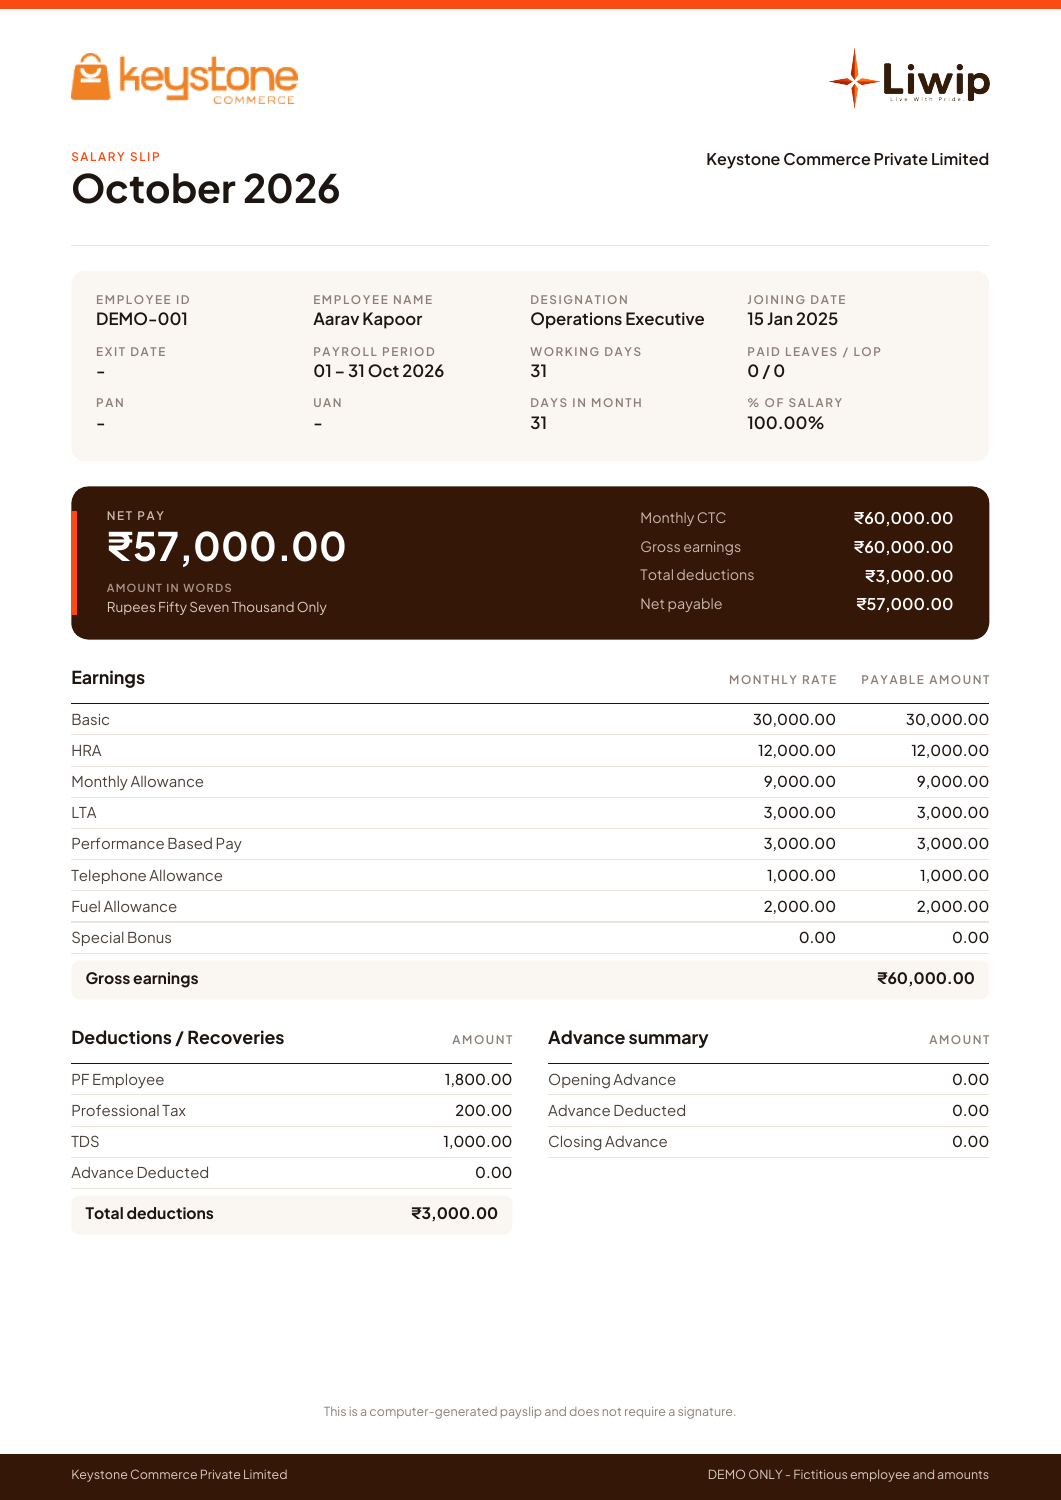 keystone
COMMERCE
Liwip
Live With Pride.
SALARY SLIP
October 2026
Keystone Commerce Private Limited
EMPLOYEE ID EMPLOYEE NAME DESIGNATION JOINING DATE
DEMO-001 Aarav Kapoor Operations Executive 15 Jan 2025
EXIT DATE PAYROLL PERIOD WORKING DAYS PAID LEAVES / LOP
- 01 – 31 Oct 2026 31 0 / 0
PAN UAN DAYS IN MONTH % OF SALARY
- - 31 100.00%
NET PAY
₹57,000.00
AMOUNT IN WORDS
Rupees Fifty Seven Thousand Only
Monthly CTC ₹60,000.00
Gross earnings ₹60,000.00
Total deductions ₹3,000.00
Net payable ₹57,000.00
Earnings MONTHLY RATE PAYABLE AMOUNT
Basic 30,000.00 30,000.00
HRA 12,000.00 12,000.00
Monthly Allowance 9,000.00 9,000.00
LTA 3,000.00 3,000.00
Performance Based Pay 3,000.00 3,000.00
Telephone Allowance 1,000.00 1,000.00
Fuel Allowance 2,000.00 2,000.00
Special Bonus 0.00 0.00
Gross earnings ₹60,000.00
Deductions / Recoveries AMOUNT
PF Employee 1,800.00
Professional Tax 200.00
TDS 1,000.00
Advance Deducted 0.00
Total deductions ₹3,000.00
Advance summary AMOUNT
Opening Advance 0.00
Advance Deducted 0.00
Closing Advance 0.00
This is a computer-generated payslip and does not require a signature.
Keystone Commerce Private Limited DEMO ONLY - Fictitious employee and amounts